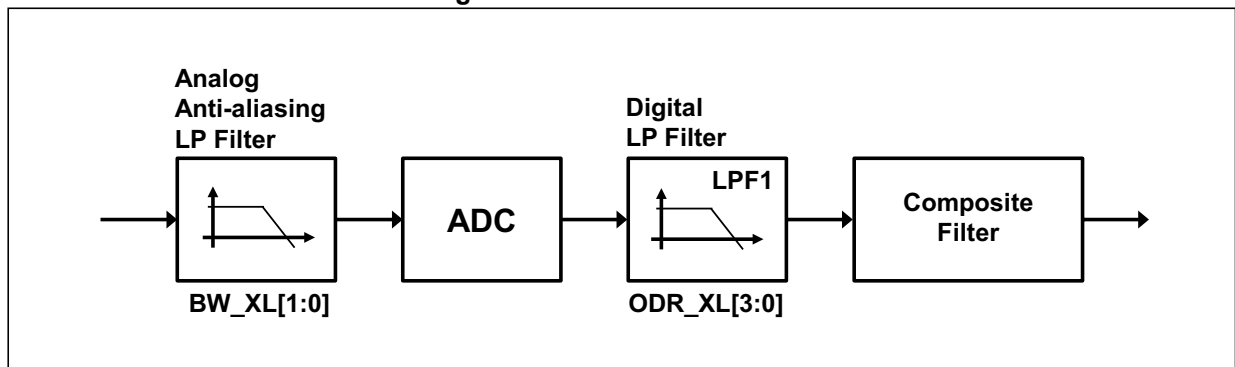 Analog
Anti-aliasing
LP Filter
BW_XL[1:0]
ADC
Digital
LP Filter
LPF1
ODR_XL[3:0]
Composite
Filter